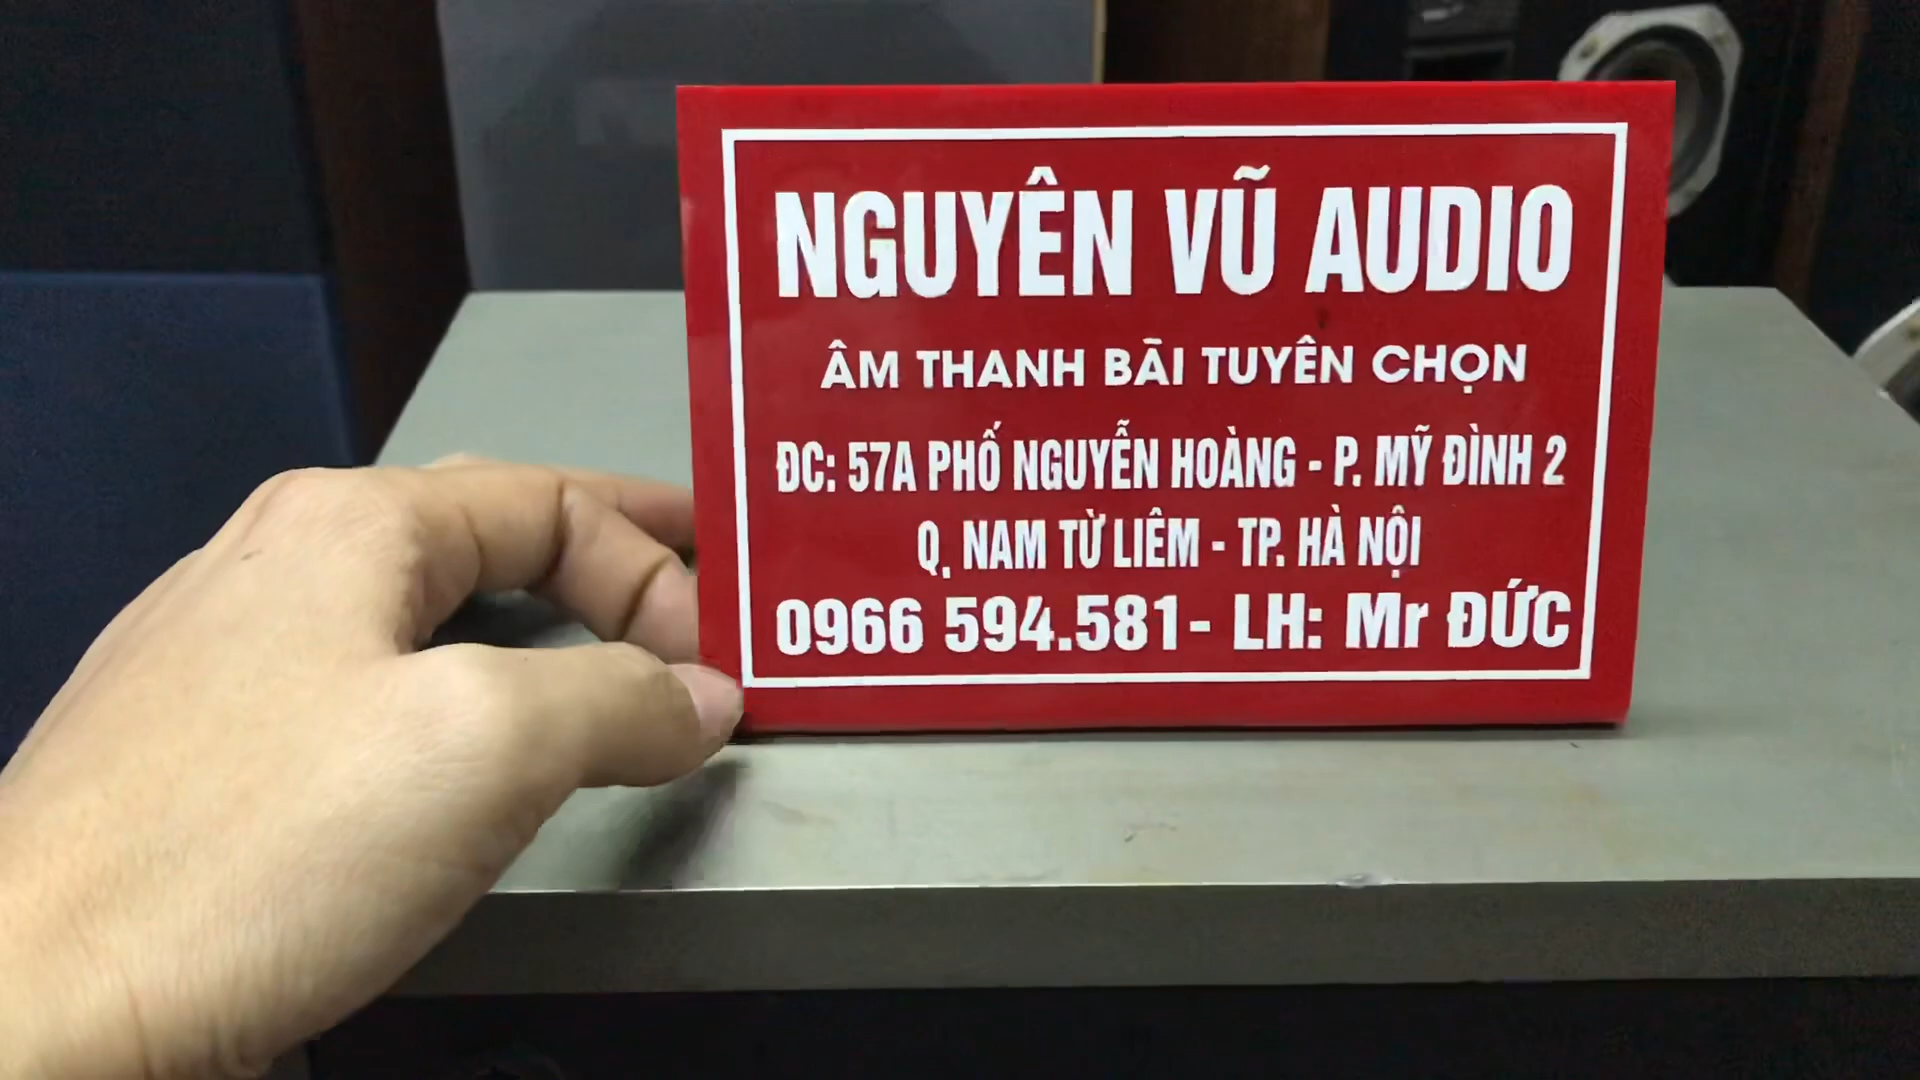 NGUYÊN VŨ AUDIO
ÂM THANH BÃI TUYÊN CHỌN
ĐC: 57A PHỐ NGUYỄN HOÀNG - P. MỸ ĐÌNH 2
Q. NAM TỪ LIÊM - TP. HÀ NỘI
0966 594.581- LH: Mr ĐỨC